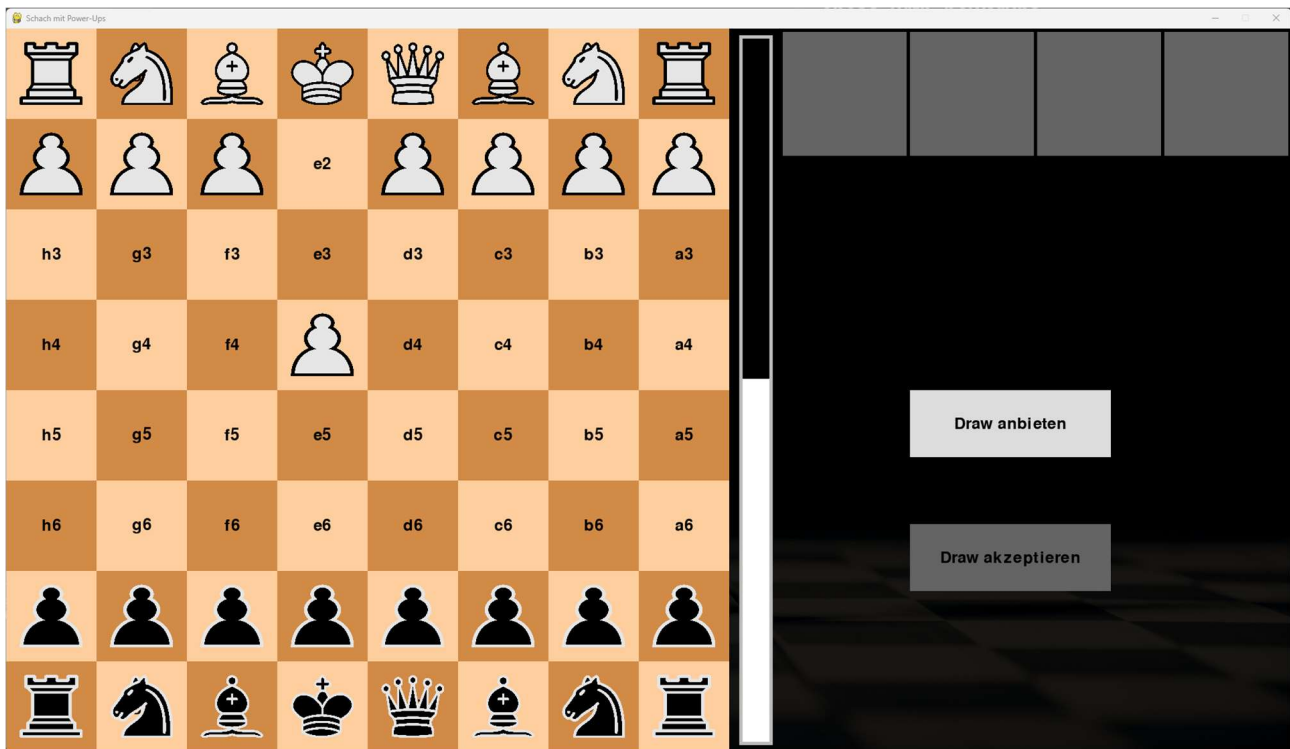 Schach mit Power-Ups
e2
h3 g3 f3 e3 d3 c3 b3 a3
h4 g4 f4 d4 c4 b4 a4
h5 g5 f5 e5 d5 c5 b5 a5
Draw anbieten
h6 g6 f6 e6 d6 c6 b6 a6
Draw akzeptieren